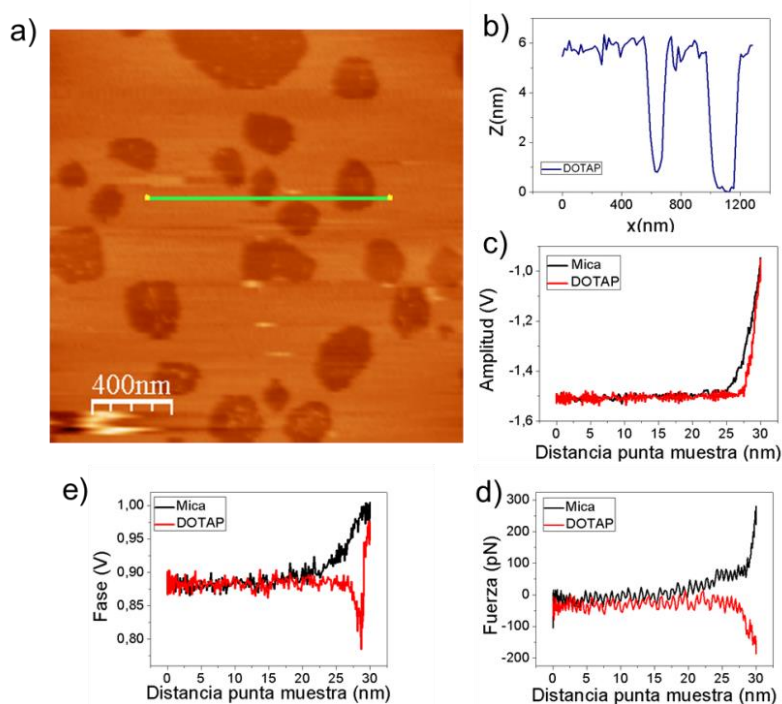 a)
400nm
b)
Z(nm)
6
4
2
0
DOTAP
0 400 800 1200
x(nm)
c)
Mica
DOTAP
Amplitud (V)
-1,0
-1,2
-1,4
-1,6
0 5 10 15 20 25 30
Distancia punta muestra (nm)
e)
Mica
DOTAP
Fase (V)
1,00
0,95
0,90
0,85
0,80
0 5 10 15 20 25 30
Distancia punta muestra (nm)
d)
Mica
DOTAP
Fuerza (pN)
300
200
100
0
-100
-200
0 5 10 15 20 25 30
Distancia punta muestra (nm)